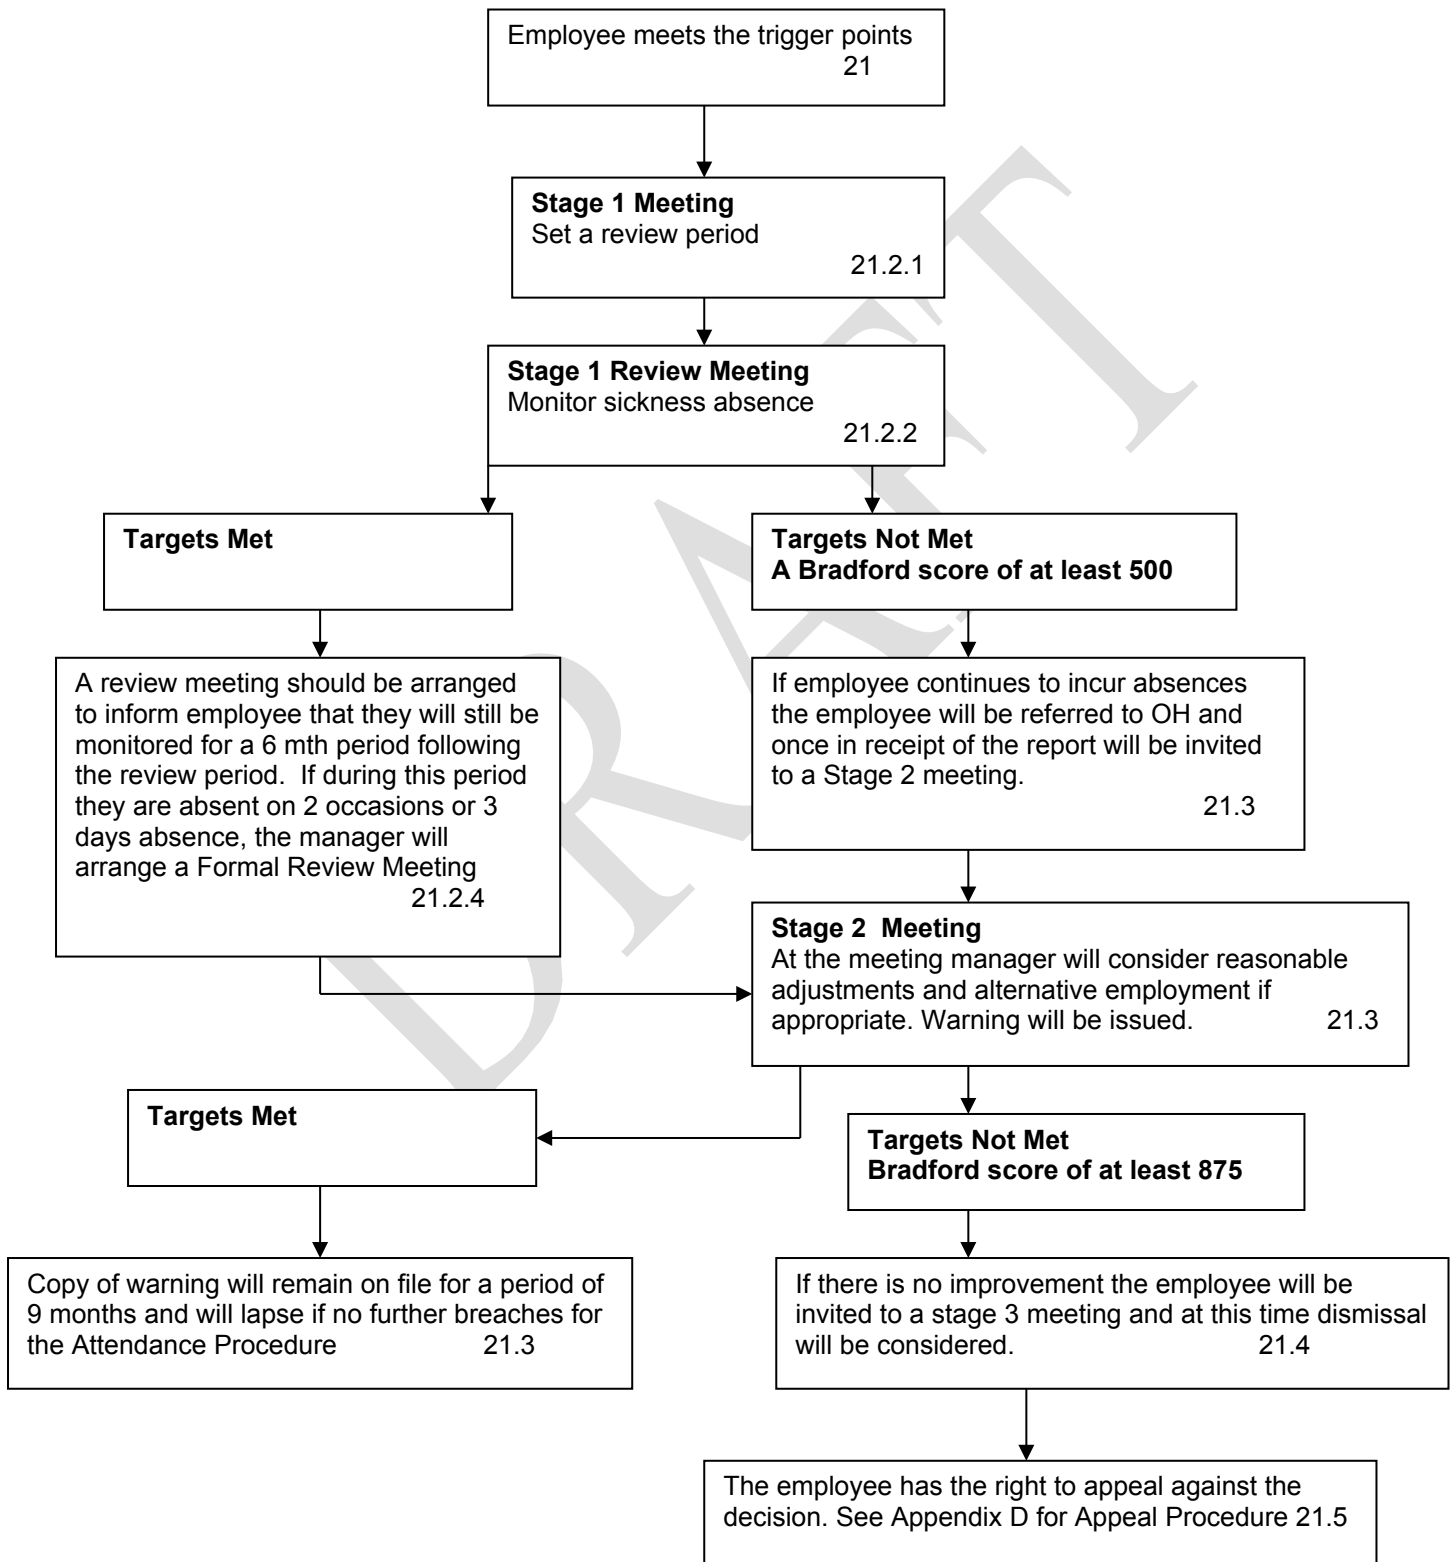 Employee meets the trigger points
21
Stage 1 Meeting
Set a review period
21.2.1
Stage 1 Review Meeting
Monitor sickness absence
21.2.2
Targets Met
Targets Not Met
A Bradford score of at least 500
A review meeting should be arranged
to inform employee that they will still be
monitored for a 6 mth period following
the review period.  If during this period
they are absent on 2 occasions or 3
days absence, the manager will
arrange a Formal Review Meeting
21.2.4
If employee continues to incur absences
the employee will be referred to OH and
once in receipt of the report will be invited
to a Stage 2 meeting.
21.3
Stage 2  Meeting
At the meeting manager will consider reasonable
adjustments and alternative employment if
appropriate. Warning will be issued. 21.3
Targets Met
Targets Not Met
Bradford score of at least 875
Copy of warning will remain on file for a period of
9 months and will lapse if no further breaches for
the Attendance Procedure 21.3
If there is no improvement the employee will be
invited to a stage 3 meeting and at this time dismissal
will be considered. 21.4
The employee has the right to appeal against the
decision. See Appendix D for Appeal Procedure 21.5
DRAFT